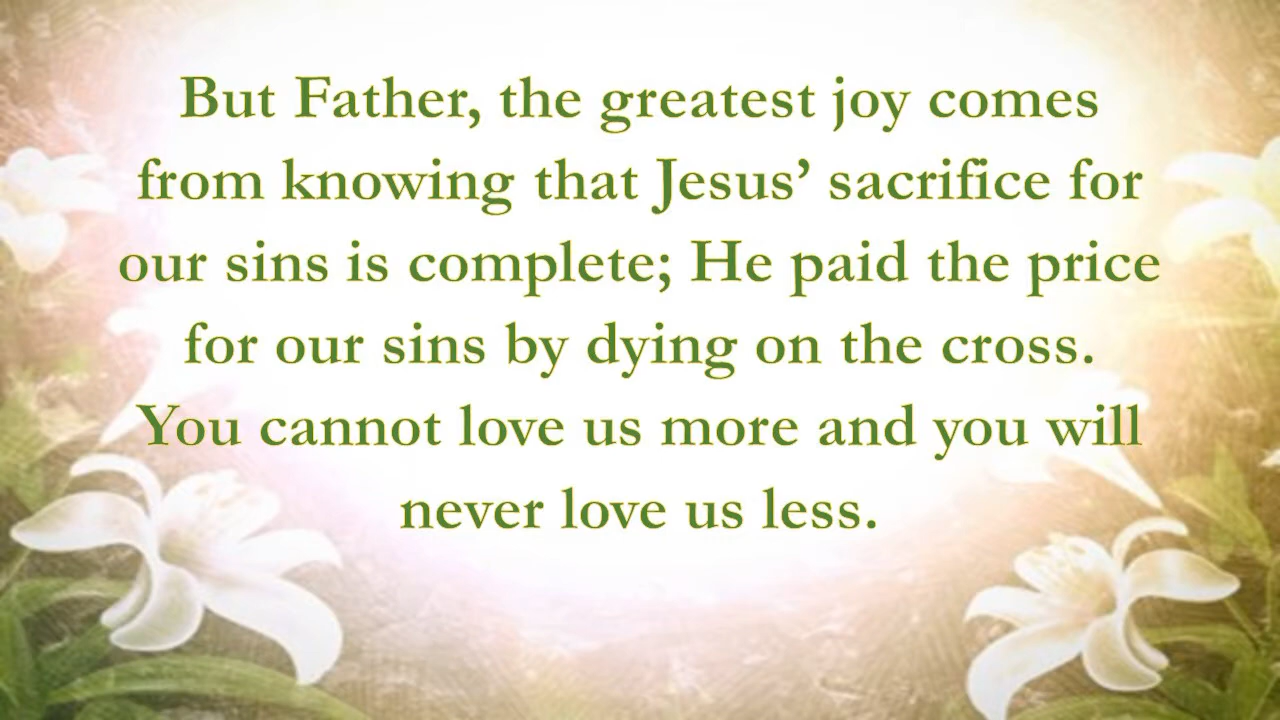 But Father, the greatest joy comes
from knowing that Jesus’ sacrifice for
our sins is complete; He paid the price
for our sins by dying on the cross.
You cannot love us more and you will
never love us less.